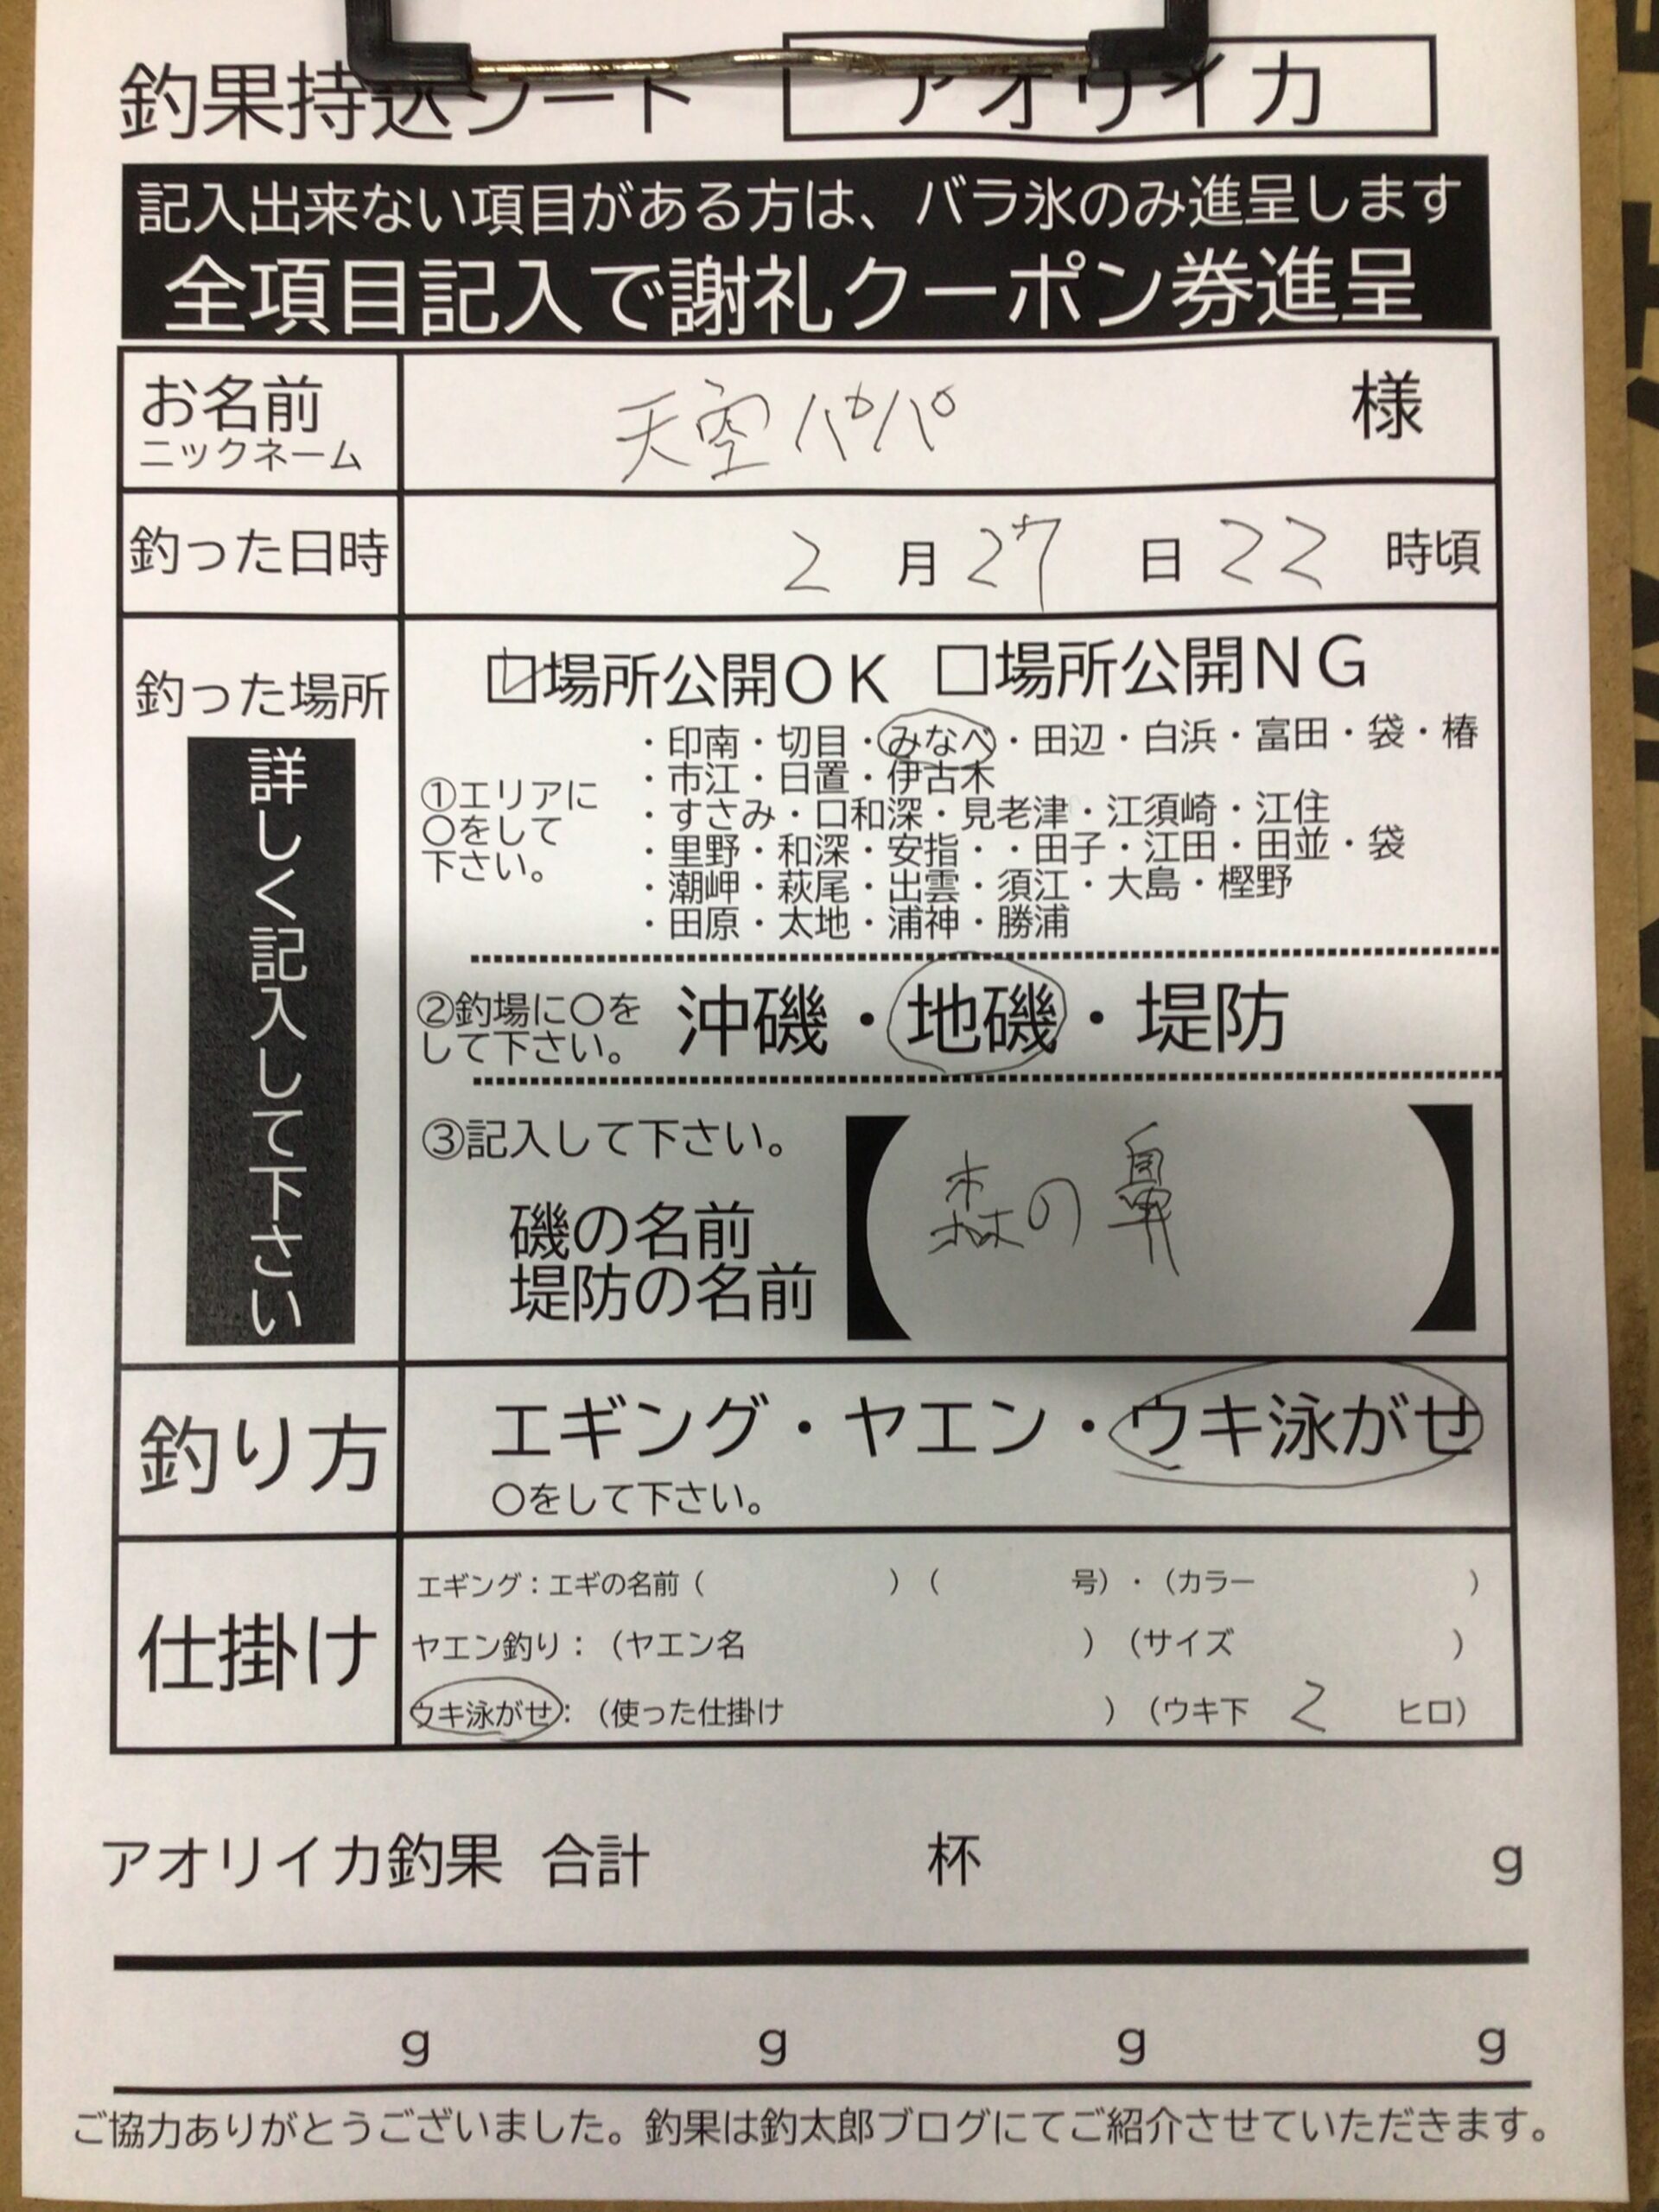 釣果持込シート　アオリイカ
記入出来ない項目がある方は、バラ氷のみ進呈します
全項目記入で謝礼クーポン券進呈
お名前
ニックネーム
天空パパ 様
釣った日時 2月27日22時頃
釣った場所
詳しく記入して下さい
☑場所公開ＯＫ □場所公開ＮＧ
①エリアに
〇をして
下さい。
・印南・切目・みなべ・田辺・白浜・富田・袋・椿
・市江・日置・伊古木
・すさみ・口和深・見老津・江須崎・江住
・里野・和深・安指・・田子・江田・田並・袋
・潮岬・萩尾・出雲・須江・大島・樫野
・田原・太地・浦神・勝浦
②釣場に〇を
して下さい。
沖磯・地磯・堤防
③記入して下さい。
磯の名前
堤防の名前
【森の鼻】
釣り方
エギング・ヤエン・ウキ泳がせ
〇をして下さい。
仕掛け
エギング：エギの名前（　）（　号）・（カラー　）
ヤエン釣り：（ヤエン名　）（サイズ　）
ウキ泳がせ：（使った仕掛け　）（ウキ下 2 ヒロ）
アオリイカ釣果 合計 杯 g
g g g g
ご協力ありがとうございました。釣果は釣太郎ブログにてご紹介させていただきます。